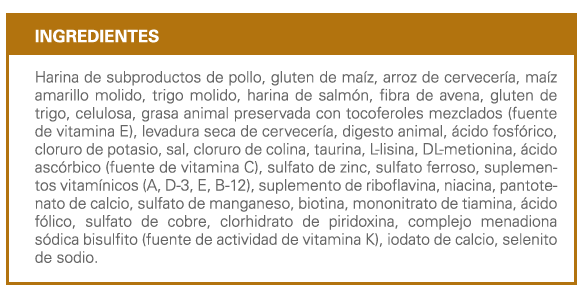 INGREDIENTES
Harina de subproductos de pollo, gluten de maíz, arroz de cervecería, maíz
amarillo molido, trigo molido, harina de salmón, fibra de avena, gluten de
trigo, celulosa, grasa animal preservada con tocoferoles mezclados (fuente
de vitamina E), levadura seca de cervecería, digesto animal, ácido fosfórico,
cloruro de potasio, sal, cloruro de colina, taurina, L-lisina, DL-metionina, ácido
ascórbico (fuente de vitamina C), sulfato de zinc, sulfato ferroso, suplemen-
tos vitamínicos (A, D-3, E, B-12), suplemento de riboflavina, niacina, pantote-
nato de calcio, sulfato de manganeso, biotina, mononitrato de tiamina, ácido
fólico, sulfato de cobre, clorhidrato de piridoxina, complejo menadiona
sódica bisulfito (fuente de actividad de vitamina K), iodato de calcio, selenito
de sodio.